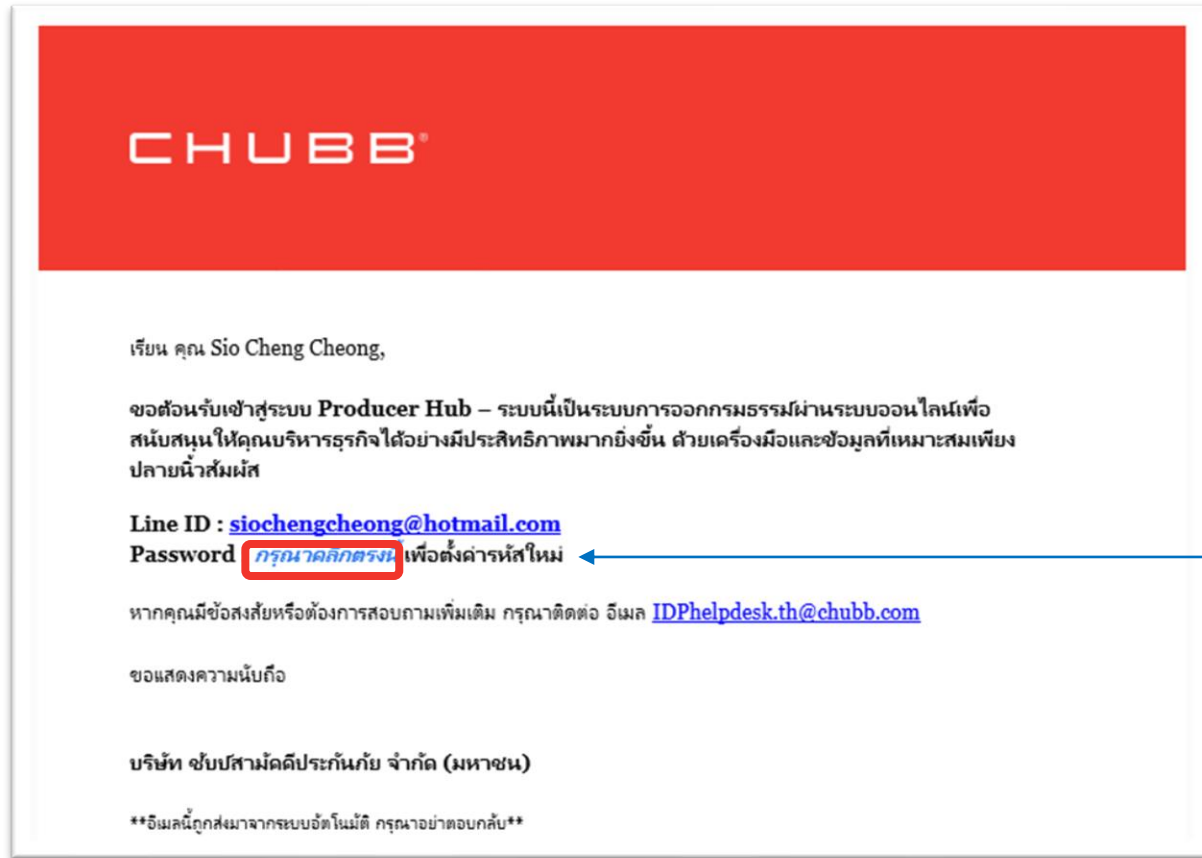 CHUBB®
เรียน คุณ Sio Cheng Cheong,
ขอต้อนรับเข้าสู่ระบบ Producer Hub – ระบบนี้เป็นระบบการออกกรมธรรม์ผ่านระบบออนไลน์เพื่อ
สนับสนุนให้คุณบริหารธุรกิจได้อย่างมีประสิทธิภาพมากยิ่งขึ้น ด้วยเครื่องมือและข้อมูลที่เหมาะสมเพียง
ปลายนิ้วสัมผัส
Line ID : siochengcheong@hotmail.com
Password กรุณาคลิกตรงนี้ เพื่อตั้งค่ารหัสใหม่
หากคุณมีข้อสงสัยหรือต้องการสอบถามเพิ่มเติม กรุณาติดต่อ อีเมล IDPhelpdesk.th@chubb.com
ขอแสดงความนับถือ
บริษัท ชับบ์สามัคคีประกันภัย จำกัด (มหาชน)
**อีเมลนี้ถูกส่งมาจากระบบอัตโนมัติ กรุณาอย่าตอบกลับ**